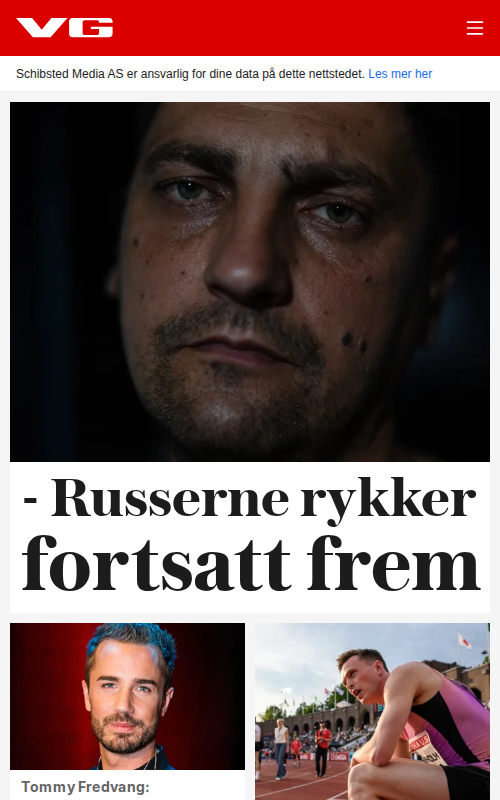 VG
Schibsted Media AS er ansvarlig for dine data på dette nettstedet. Les mer her
- Russerne rykker
fortsatt frem
Tommy Fredvang: